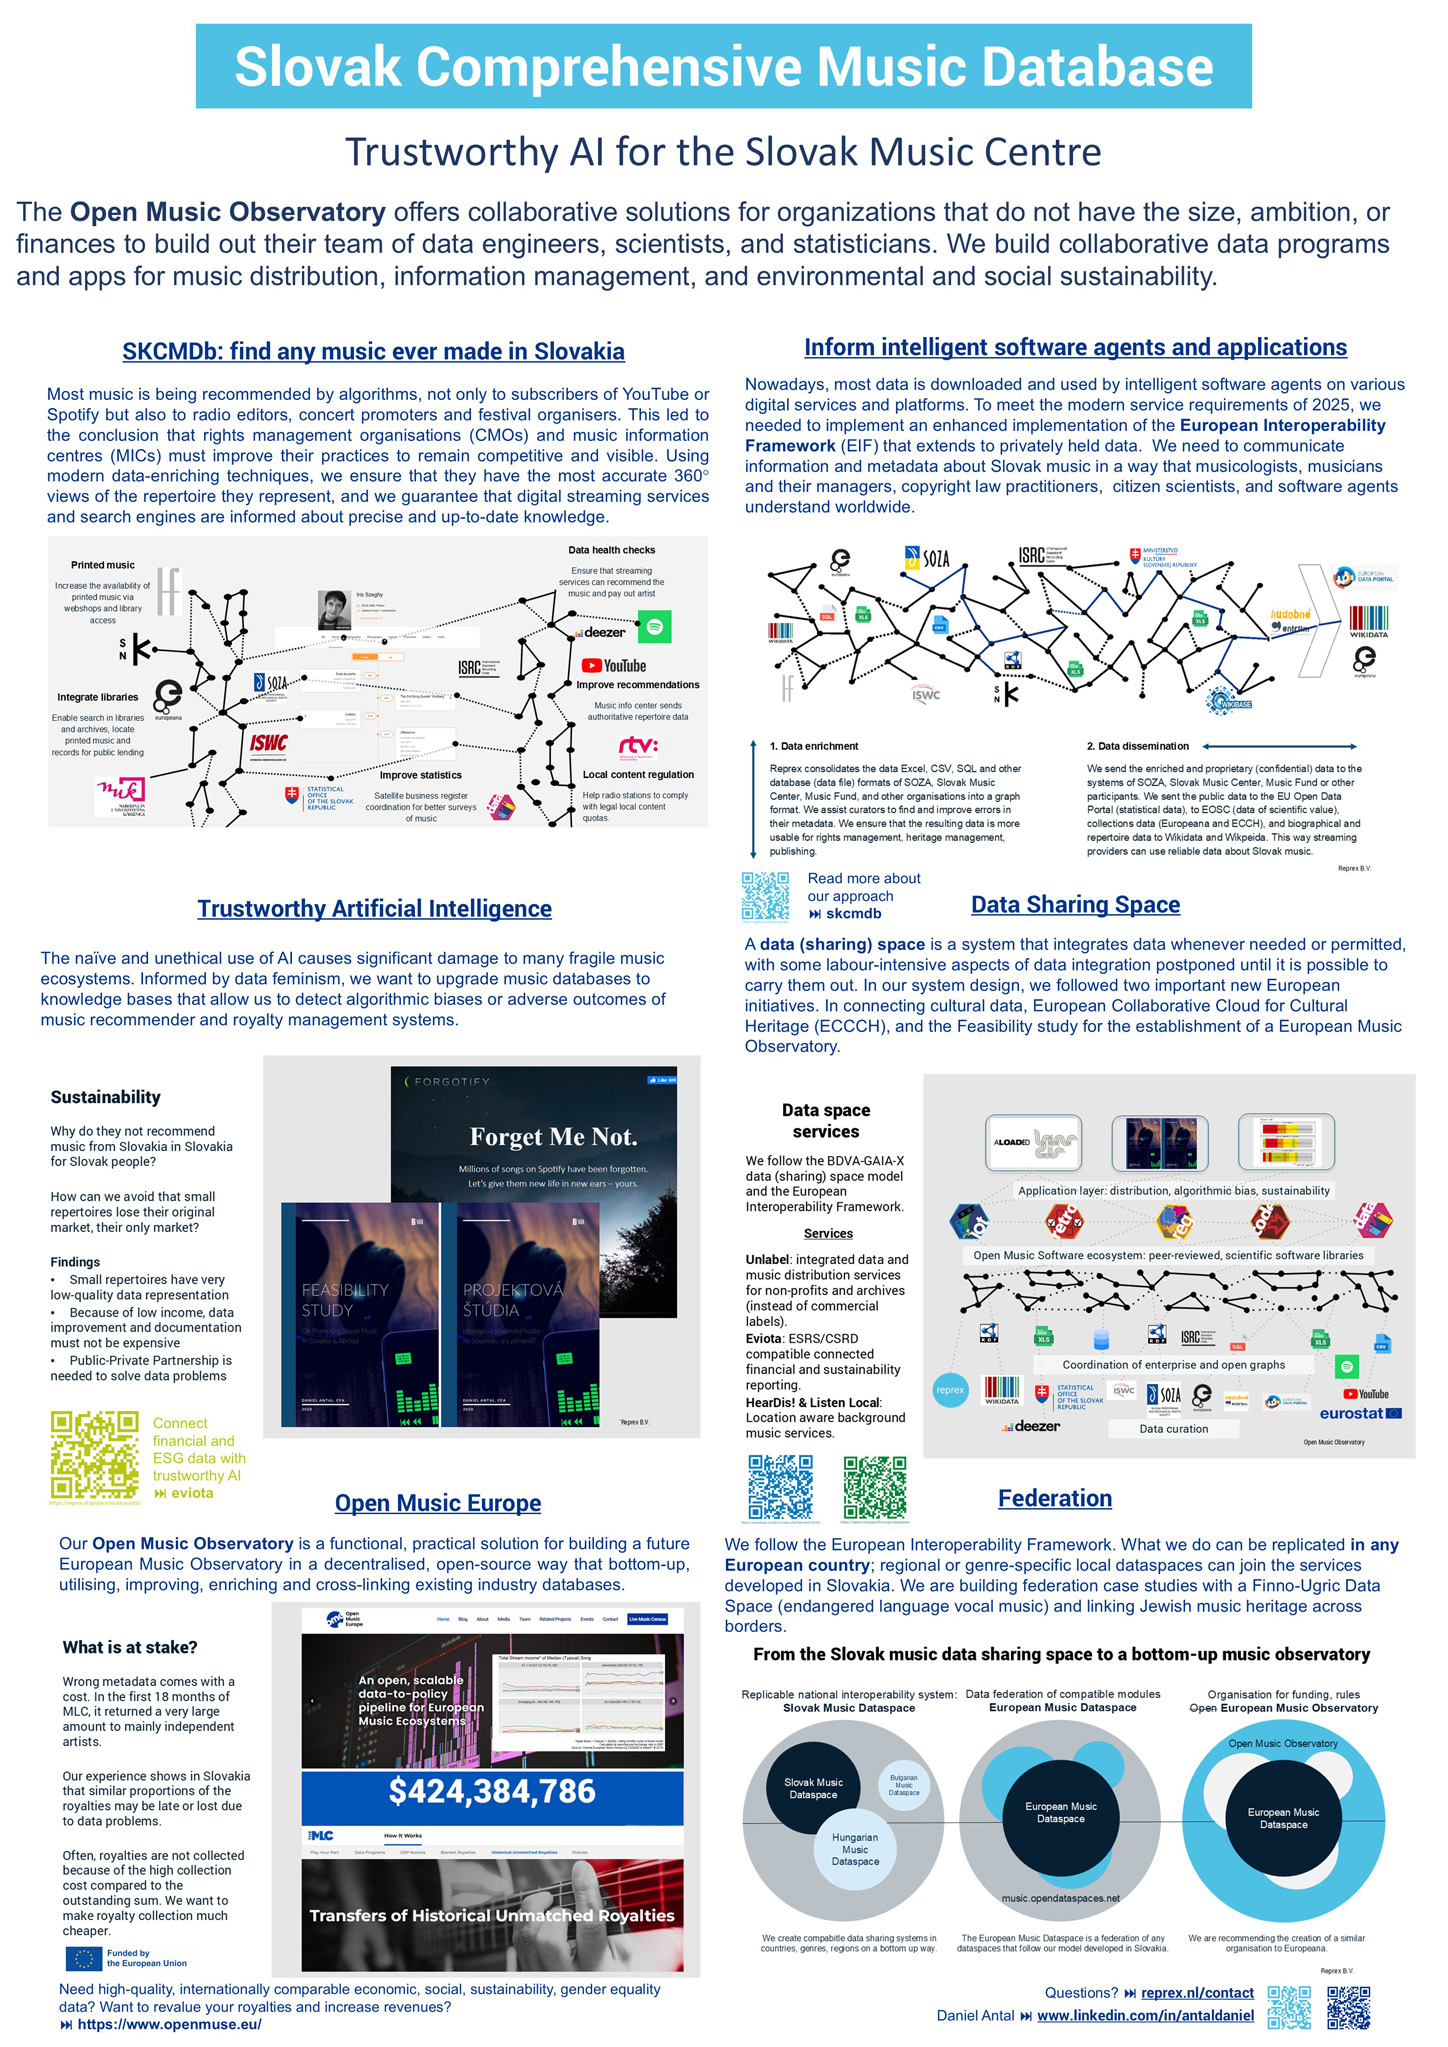 Slovak Comprehensive Music Database
Trustworthy AI for the Slovak Music Centre
The Open Music Observatory offers collaborative solutions for organizations that do not have the size, ambition, or
finances to build out their team of data engineers, scientists, and statisticians. We build collaborative data programs
and apps for music distribution, information management, and environmental and social sustainability.
SKCMDb: find any music ever made in Slovakia
Most music is being recommended by algorithms, not only to subscribers of YouTube or
Spotify but also to radio editors, concert promoters and festival organisers. This led to
the conclusion that rights management organisations (CMOs) and music information
centres (MICs) must improve their practices to remain competitive and visible. Using
modern data-enriching techniques, we ensure that they have the most accurate 360°
views of the repertoire they represent, and we guarantee that digital streaming services
and search engines are informed about precise and up-to-date knowledge.
Printed music
Increase the availability of
printed music via
webshops and library
access
Integrate libraries
Enable search in libraries
and archives, locate
printed music and
records for public lending
europeana
Iris Szeghy
SOZA
ISWC
ISRC
STATISTICAL
OFFICE
OF THE SLOVAK
REPUBLIC
Improve statistics
Satellite business register
coordination for better surveys
of music
Data health checks
Ensure that streaming
services can recommend the
music and pay out artist
deezer
YouTube
Improve recommendations
Music info center sends
authoritative repertoire data
rtv:
Local content regulation
Help radio stations to comply
with legal local content
quotas.
Inform intelligent software agents and applications
Nowadays, most data is downloaded and used by intelligent software agents on various
digital services and platforms. To meet the modern service requirements of 2025, we
needed to implement an enhanced implementation of the European Interoperability
Framework (EIF) that extends to privately held data. We need to communicate
information and metadata about Slovak music in a way that musicologists, musicians
and their managers, copyright law practitioners, citizen scientists, and software agents
understand worldwide.
europeana
SOZA
ISRC
MINISTERSTVO
KULTÚRY
SLOVENSKEJ REPUBLIKY
EUROPEAN
DATA PORTAL
WIKIDATA
SQL
XLS
CSV
RDF
XLS
XLS
ISWC
WIKIBASE
hudobné
entrum
WIKIDATA
europeana
1. Data enrichment
Reprex consolidates the data Excel, CSV, SQL and other
database (data file) formats of SOZA, Slovak Music
Center, Music Fund, and other organisations into a graph
format. We assist curators to find and improve errors in
their metadata. We ensure that the resulting data is more
usable for rights management, heritage management,
publishing.
2. Data dissemination
We send the enriched and proprietary (confidential) data to the
systems of SOZA, Slovak Music Center, Music Fund or other
participants. We sent the public data to the EU Open Data
Portal (statistical data), to EOSC (data of scientific value),
collections data (Europeana and ECCH), and biographical and
repertoire data to Wikidata and Wikpeida. This way streaming
providers can use reliable data about Slovak music.
Reprex B.V.
Read more about
our approach
⏭ skcmdb
Trustworthy Artificial Intelligence
The naïve and unethical use of AI causes significant damage to many fragile music
ecosystems. Informed by data feminism, we want to upgrade music databases to
knowledge bases that allow us to detect algorithmic biases or adverse outcomes of
music recommender and royalty management systems.
Sustainability
Why do they not recommend
music from Slovakia in Slovakia
for Slovak people?
How can we avoid that small
repertoires lose their original
market, their only market?
Findings
• Small repertoires have very
low-quality data representation
• Because of low income, data
improvement and documentation
must not be expensive
• Public-Private Partnership is
needed to solve data problems
FORGOTIFY
Forget Me Not.
Millions of songs on Spotify have been forgotten.
Let's give them new life in new ears – yours.
FEASIBILITY
STUDY
On Promoting Slovak Music
in Slovakia & Abroad
DANIEL ANTAL, CFA
2020
PROJEKTOVÁ
ŠTÚDIA
DANIEL ANTAL, CFA
2020
Reprex B.V.
Connect
financial and
ESG data with
trustworthy AI
⏭ eviota
Data Sharing Space
A data (sharing) space is a system that integrates data whenever needed or permitted,
with some labour-intensive aspects of data integration postponed until it is possible to
carry them out. In our system design, we followed two important new European
initiatives. In connecting cultural data, European Collaborative Cloud for Cultural
Heritage (ECCCH), and the Feasibility study for the establishment of a European Music
Observatory.
Data space
services
We follow the BDVA-GAIA-X
data (sharing) space model
and the European
Interoperability Framework.
Services
Unlabel: integrated data and
music distribution services
for non-profits and archives
(instead of commercial
labels).
Eviota: ESRS/CSRD
compatible connected
financial and sustainability
reporting.
HearDis! & Listen Local:
Location aware background
music services.
ALOADED
Application layer: distribution, algorithmic bias, sustainability
iot
retro
reg
code
data
Open Music Software ecosystem: peer-reviewed, scientific software libraries
RDF
XLS
RDF
ISRC
SQL
XLS
CSV
Coordination of enterprise and open graphs
reprex
WIKIDATA
STATISTICAL
OFFICE
OF THE SLOVAK
REPUBLIC
ISWC
SOZA
europeana
YouTube
eurostat
deezer
Data curation
Open Music Observatory
Open Music Europe
Our Open Music Observatory is a functional, practical solution for building a future
European Music Observatory in a decentralised, open-source way that bottom-up,
utilising, improving, enriching and cross-linking existing industry databases.
What is at stake?
Wrong metadata comes with a
cost. In the first 18 months of
MLC, it returned a very large
amount to mainly independent
artists.
Our experience shows in Slovakia
that similar proportions of the
royalties may be late or lost due
to data problems.
Often, royalties are not collected
because of the high collection
cost compared to the
outstanding sum. We want to
make royalty collection much
cheaper.
Funded by
the European Union
Open
Music
Europe
Home Blog About Media Team Related Projects Events Contact Live Music Census
An open, scalable
data-to-policy
pipeline for European
Music Ecosystems
Total Stream Income* of Median (Typical) Song
$424,384,786
THE MLC
How It Works
Play Your Part Data Programs DSP Notices Blanket Royalties Historical Unmatched Royalties Policies
Transfers of Historical Unmatched Royalties
Need high-quality, internationally comparable economic, social, sustainability, gender equality
data? Want to revalue your royalties and increase revenues?
⏭ https://www.openmuse.eu/
Federation
We follow the European Interoperability Framework. What we do can be replicated in any
European country; regional or genre-specific local dataspaces can join the services
developed in Slovakia. We are building federation case studies with a Finno-Ugric Data
Space (endangered language vocal music) and linking Jewish music heritage across
borders.
From the Slovak music data sharing space to a bottom-up music observatory
Replicable national interoperability system:
Slovak Music Dataspace
Slovak Music
Dataspace
Bulgarian
Music
Dataspace
Hungarian
Music
Dataspace
We create compabitle data sharing systems in
countries, genres, regions on a bottom up way.
Data federation of compatible modules
European Music Dataspace
European Music
Dataspace
music.opendataspaces.net
The European Music Dataspace is a federation of any
dataspaces that follow our model developed in Slovakia.
Organisation for funding, rules
Open European Music Observatory
Open Music Observatory
European Music
Dataspace
We are recommending the creation of a similar
organisation to Europeana.
Reprex B.V.
Questions? ⏭ reprex.nl/contact
Daniel Antal ⏭ www.linkedin.com/in/antaldaniel